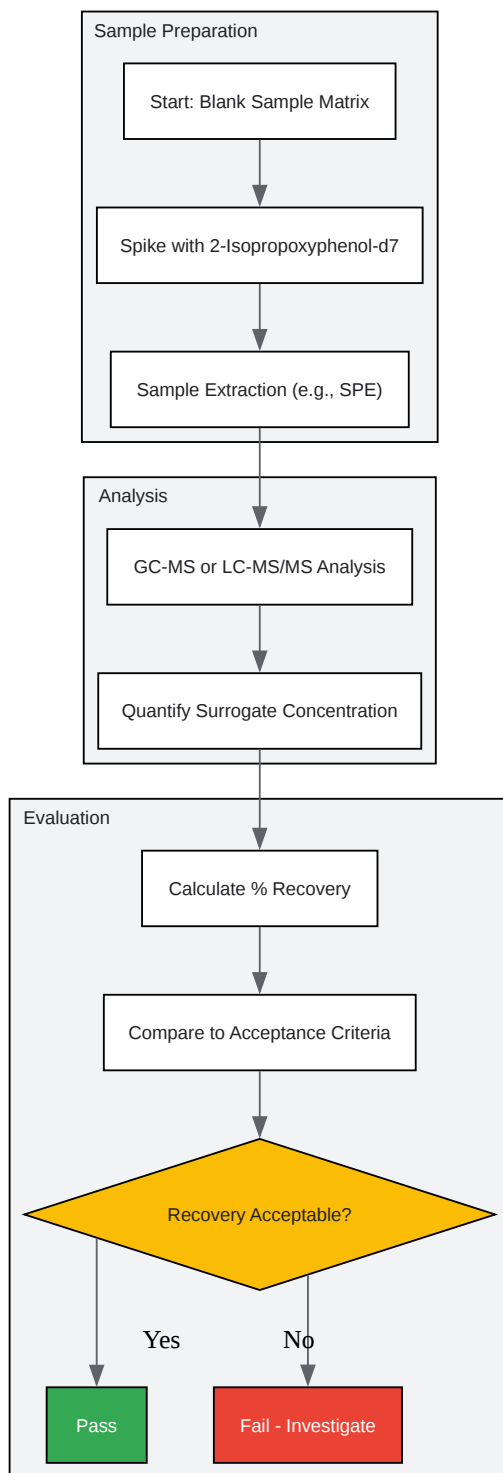 Sample Preparation
Start: Blank Sample Matrix
Spike with 2-Isopropoxyphenol-d7
Sample Extraction (e.g., SPE)
Analysis
GC-MS or LC-MS/MS Analysis
Quantify Surrogate Concentration
Evaluation
Calculate % Recovery
Compare to Acceptance Criteria
Recovery Acceptable?
Yes
No
Pass
Fail - Investigate